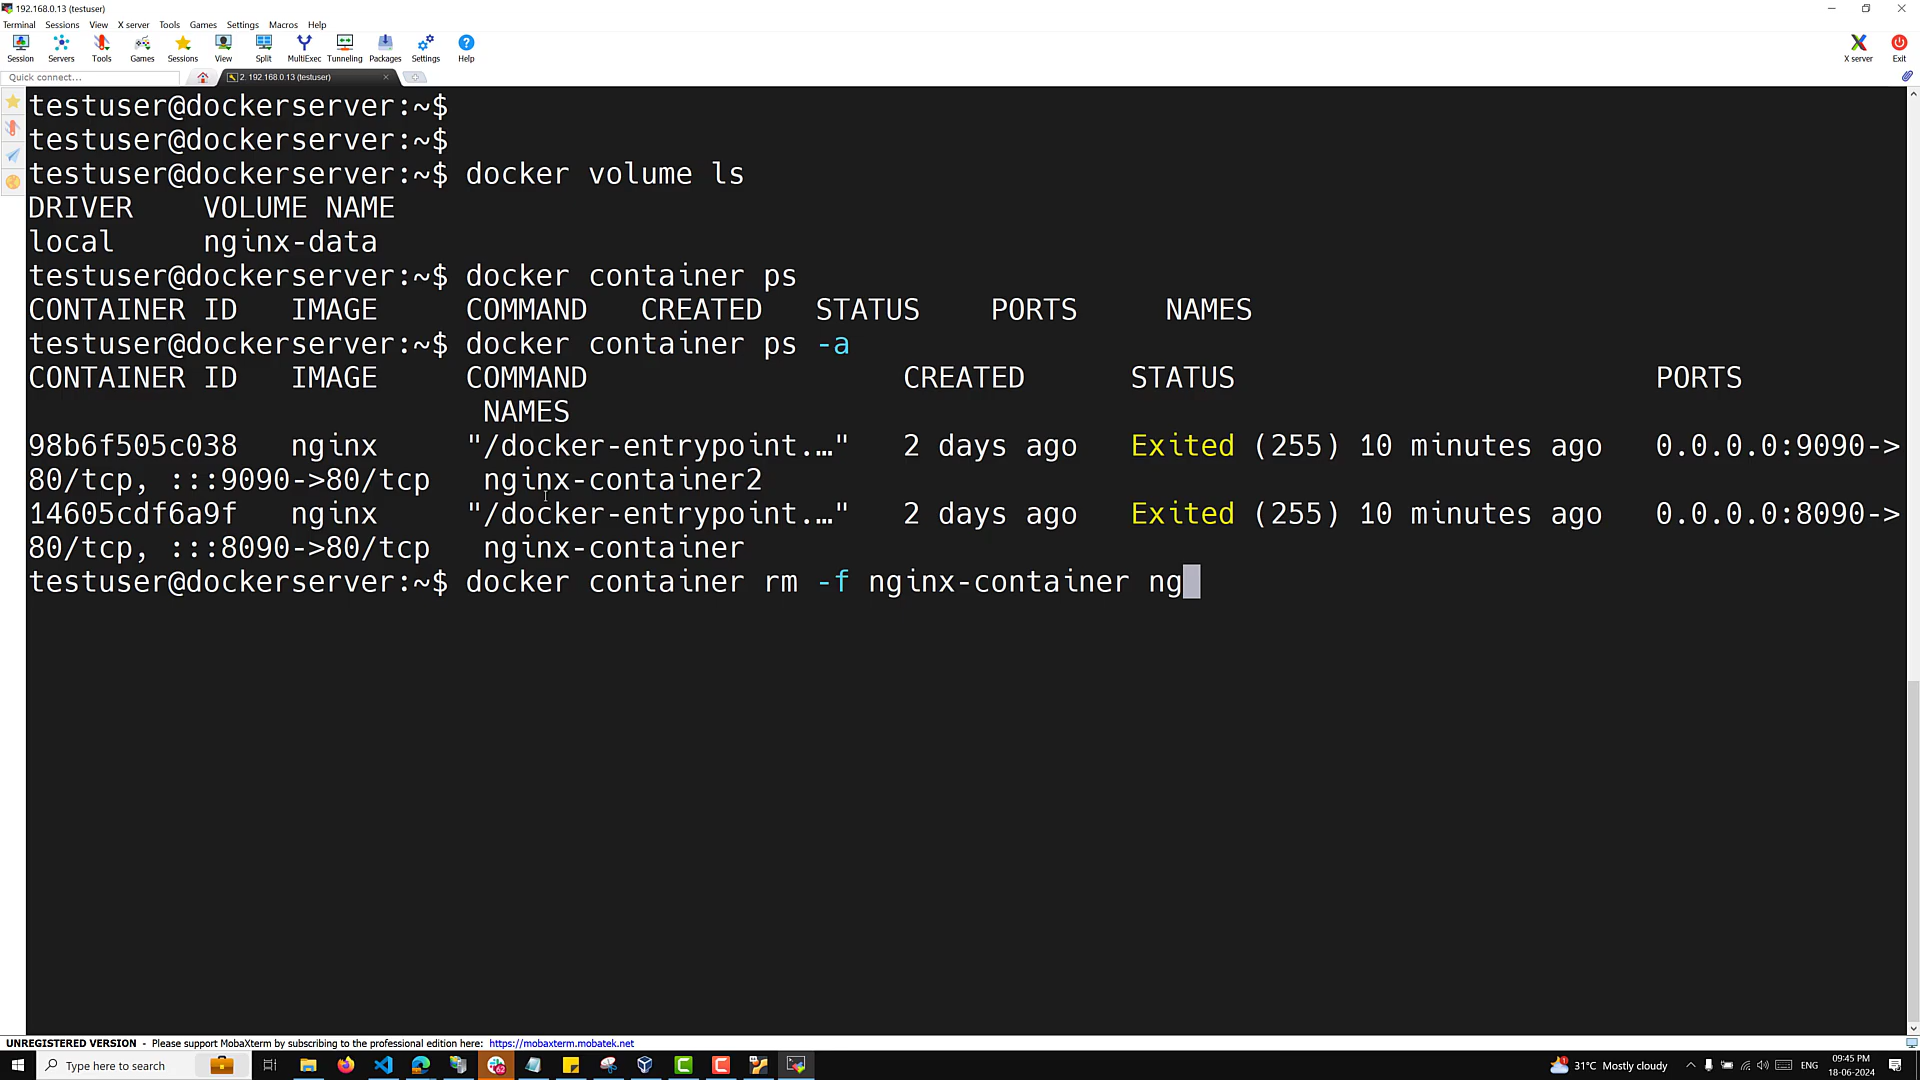 192.168.0.13 (testuser)
Terminal Sessions View X server Tools Games Settings Macros Help
Session Servers Tools Games Sessions View Split MultiExec Tunneling Packages Settings Help X server Exit
Quick connect... 2. 192.168.0.13 (testuser)
testuser@dockerserver:~$
testuser@dockerserver:~$
testuser@dockerserver:~$ docker volume ls
DRIVER VOLUME NAME
local nginx-data
testuser@dockerserver:~$ docker container ps
CONTAINER ID IMAGE COMMAND CREATED STATUS PORTS NAMES
testuser@dockerserver:~$ docker container ps -a
CONTAINER ID IMAGE COMMAND CREATED STATUS PORTS
NAMES
98b6f505c038 nginx "/docker-entrypoint.…" 2 days ago Exited (255) 10 minutes ago 0.0.0.0:9090->
80/tcp, :::9090->80/tcp nginx-container2
14605cdf6a9f nginx "/docker-entrypoint.…" 2 days ago Exited (255) 10 minutes ago 0.0.0.0:8090->
80/tcp, :::8090->80/tcp nginx-container
testuser@dockerserver:~$ docker container rm -f nginx-container ng
UNREGISTERED VERSION - Please support MobaXterm by subscribing to the professional edition here: https://mobaxterm.mobatek.net
Type here to search 62 31°C Mostly cloudy ENG 09:45 PM
18-06-2024